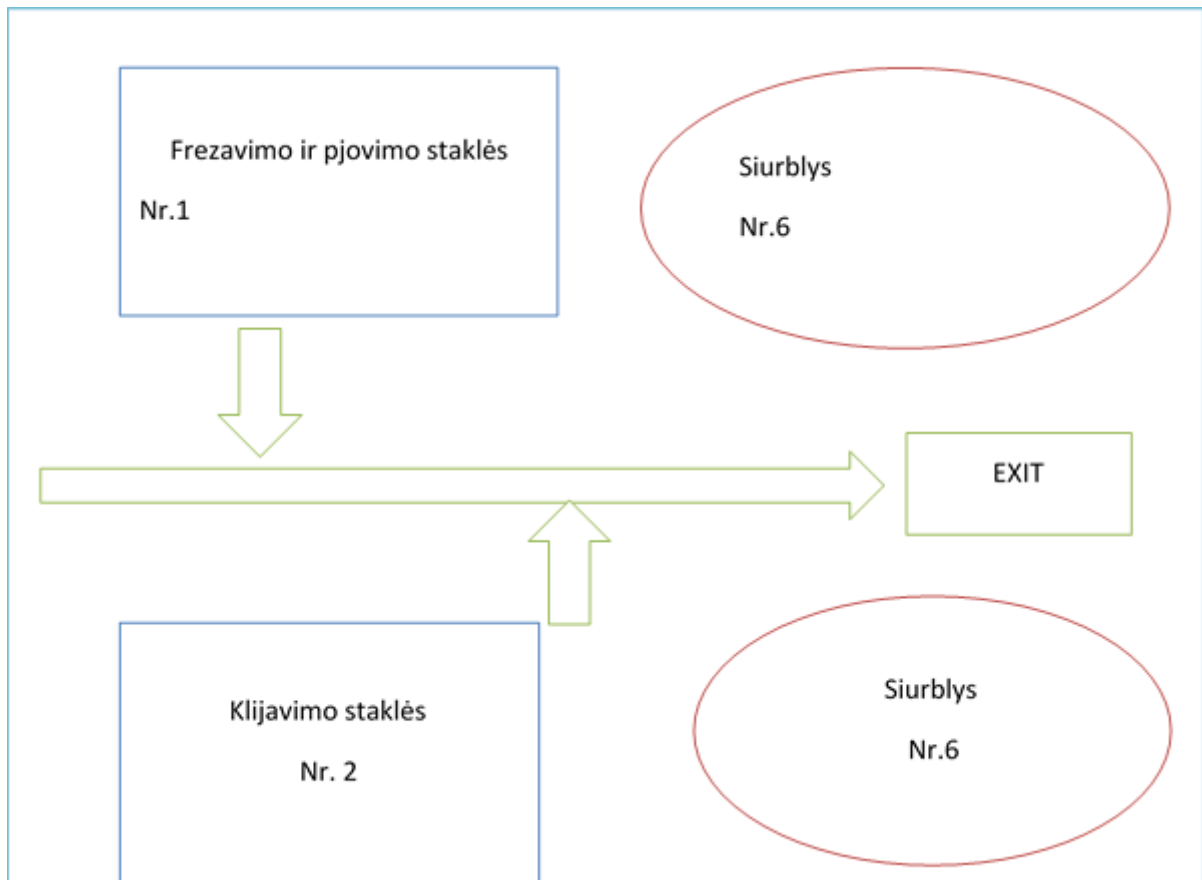 Frezavimo ir pjovimo staklės
Nr.1
Siurblys
Nr.6
EXIT
Klijavimo staklės
Nr. 2
Siurblys
Nr.6